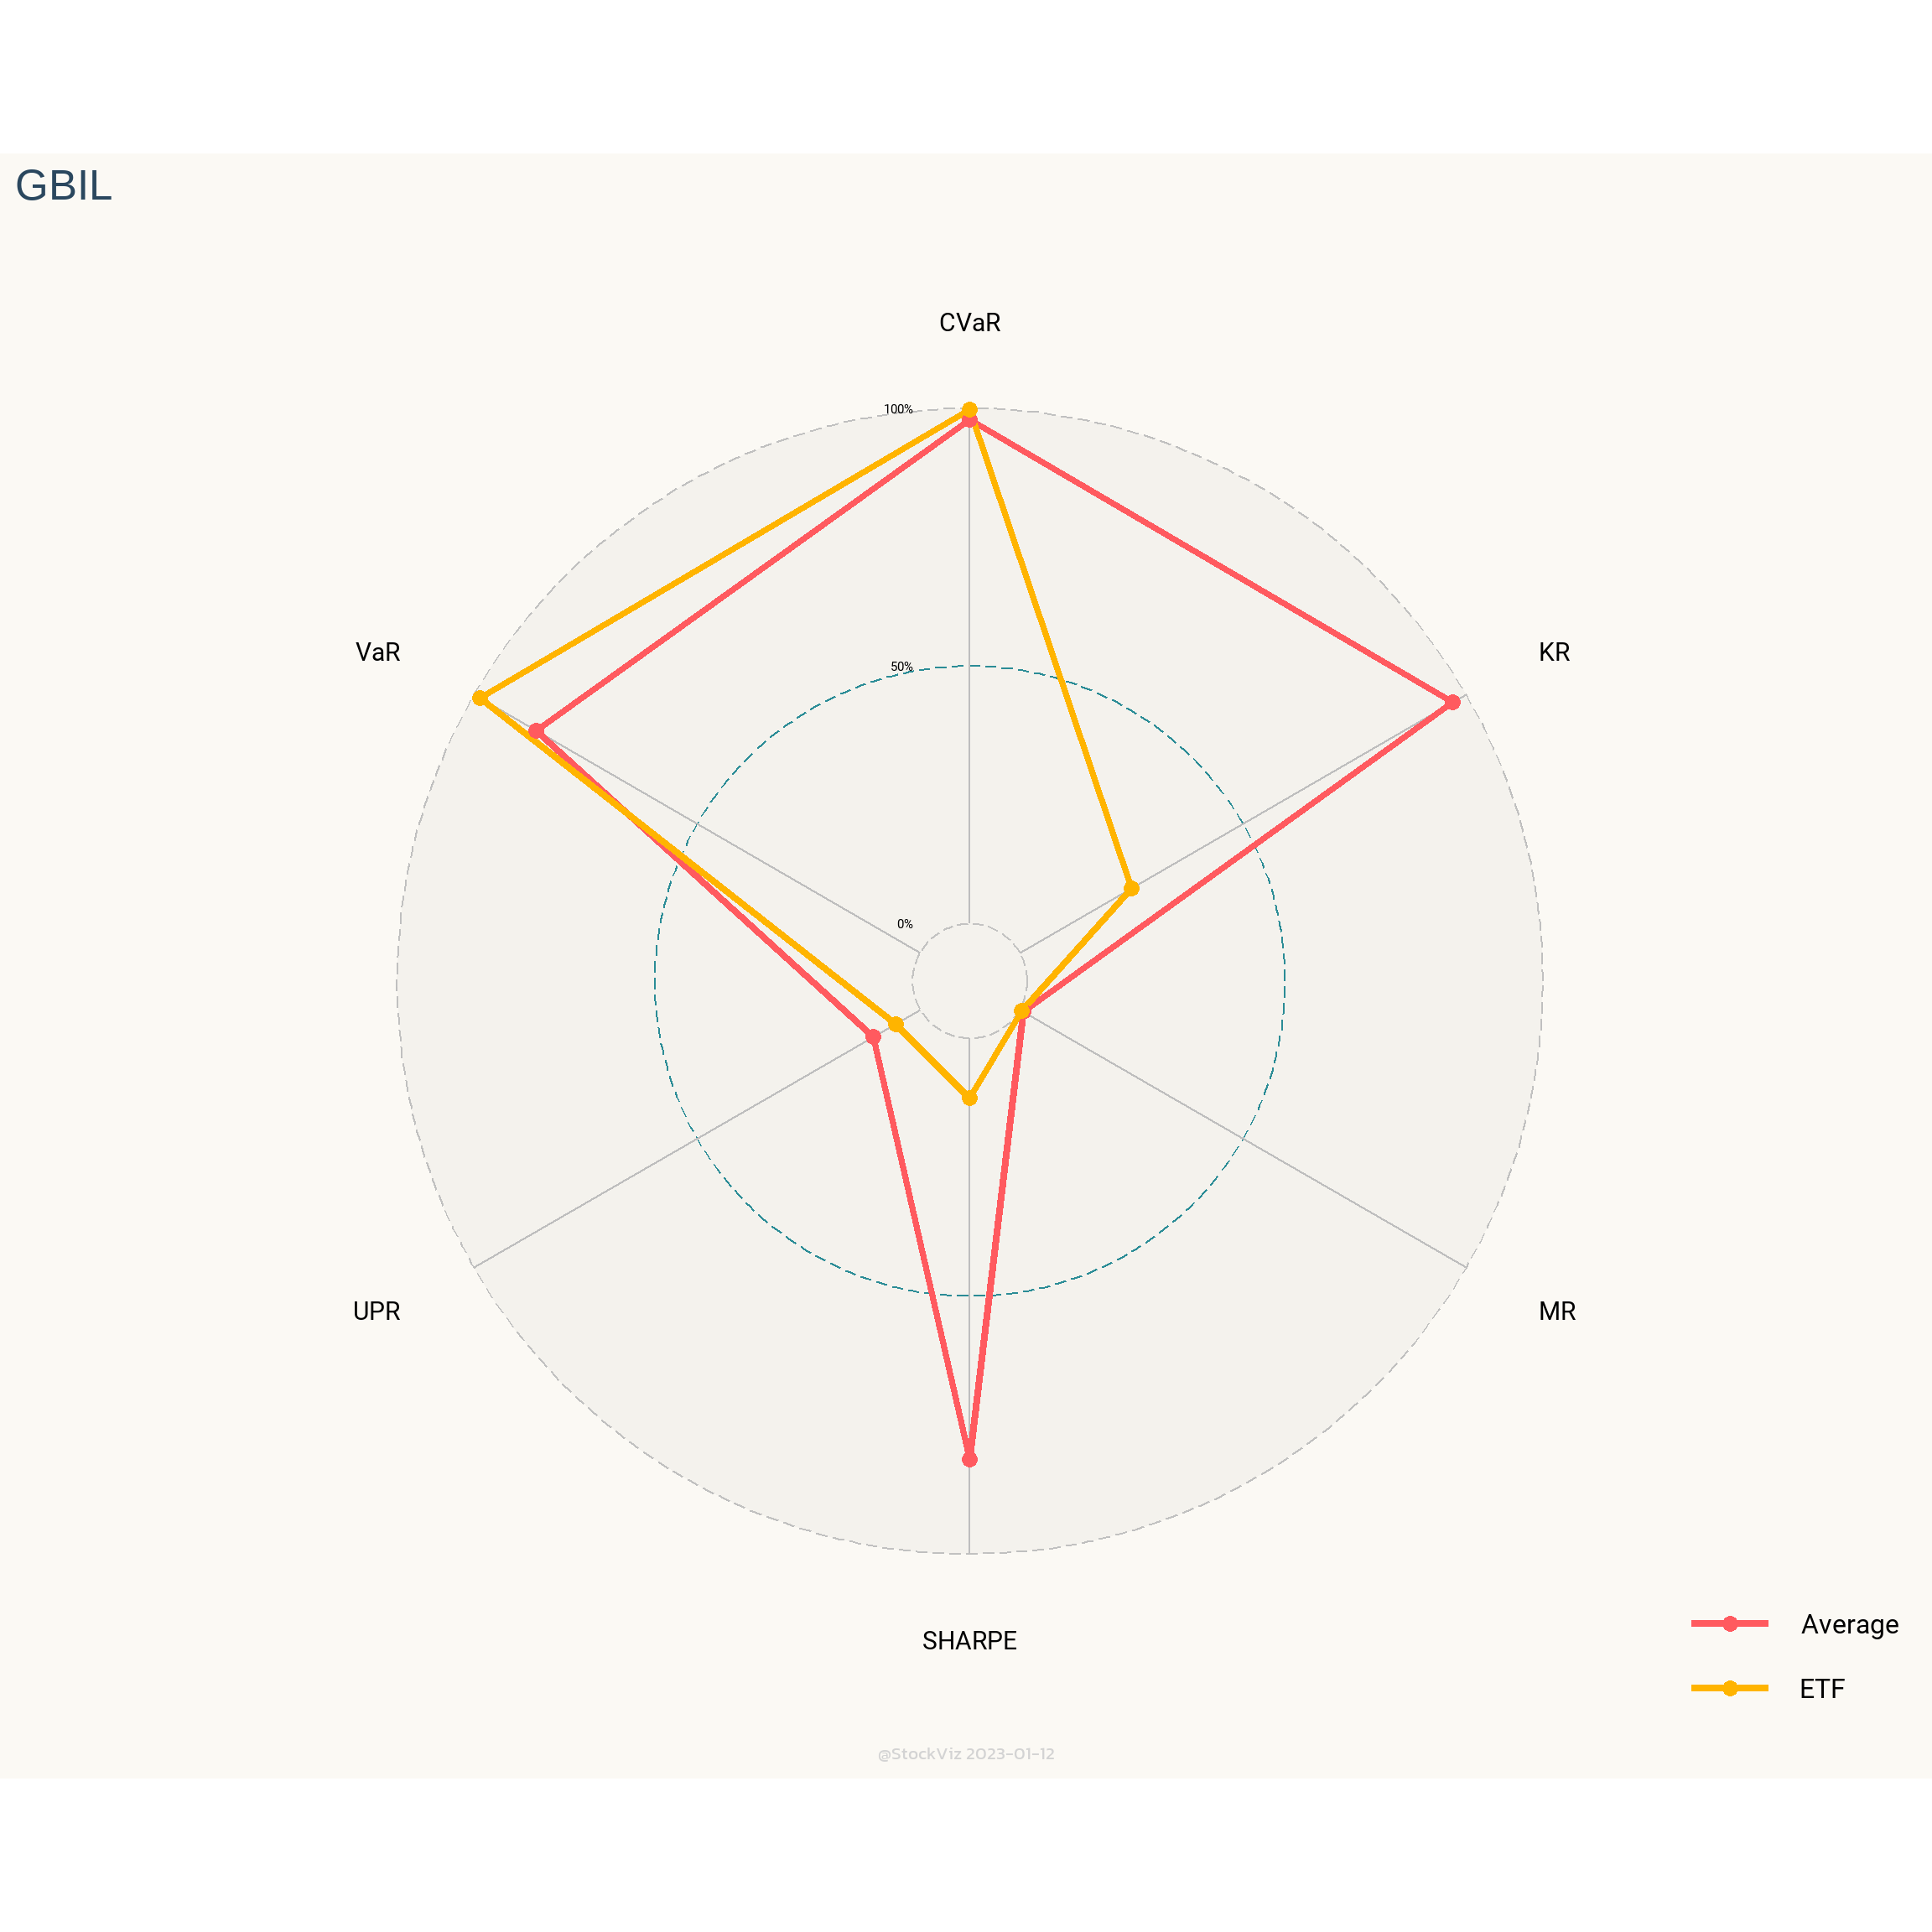 GBIL
CVaR
100%
KR
VaR
50%
0%
UPR
MR
SHARPE
Average
ETF
@StockViz 2023-01-12